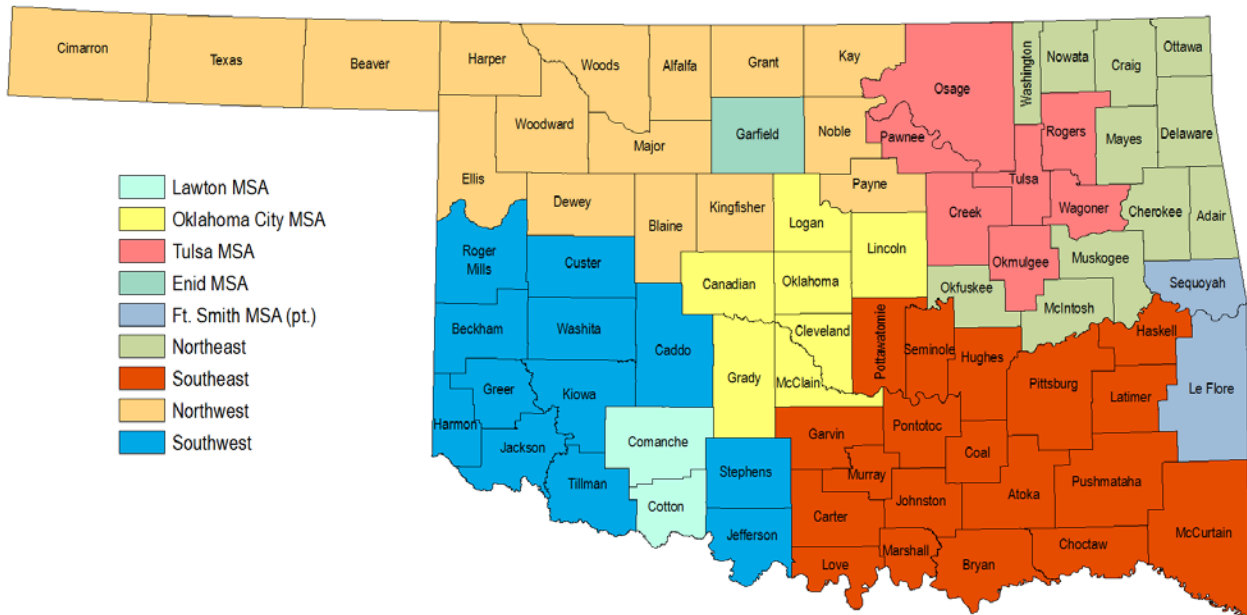 Cimarron
Texas
Beaver
Harper
Woods
Alfalfa
Grant
Kay
Osage
Washington
Nowata
Craig
Ottawa
Woodward
Major
Garfield
Noble
Pawnee
Rogers
Mayes
Delaware
Ellis
Dewey
Blaine
Kingfisher
Logan
Payne
Creek
Tulsa
Wagoner
Cherokee
Adair
Lawton MSA
Oklahoma City MSA
Tulsa MSA
Enid MSA
Ft. Smith MSA (pt.)
Northeast
Southeast
Northwest
Southwest
Roger
Mills
Custer
Canadian
Oklahoma
Lincoln
Okmulgee
Muskogee
Okfuskee
McIntosh
Sequoyah
Beckham
Washita
Caddo
Grady
Cleveland
McClain
Pottawatomie
Seminole
Hughes
Pittsburg
Haskell
Latimer
Le Flore
Harmon
Greer
Kiowa
Jackson
Tillman
Comanche
Cotton
Stephens
Jefferson
Garvin
Murray
Pontotoc
Coal
Carter
Johnston
Atoka
Pushmataha
Love
Marshall
Bryan
Choctaw
McCurtain